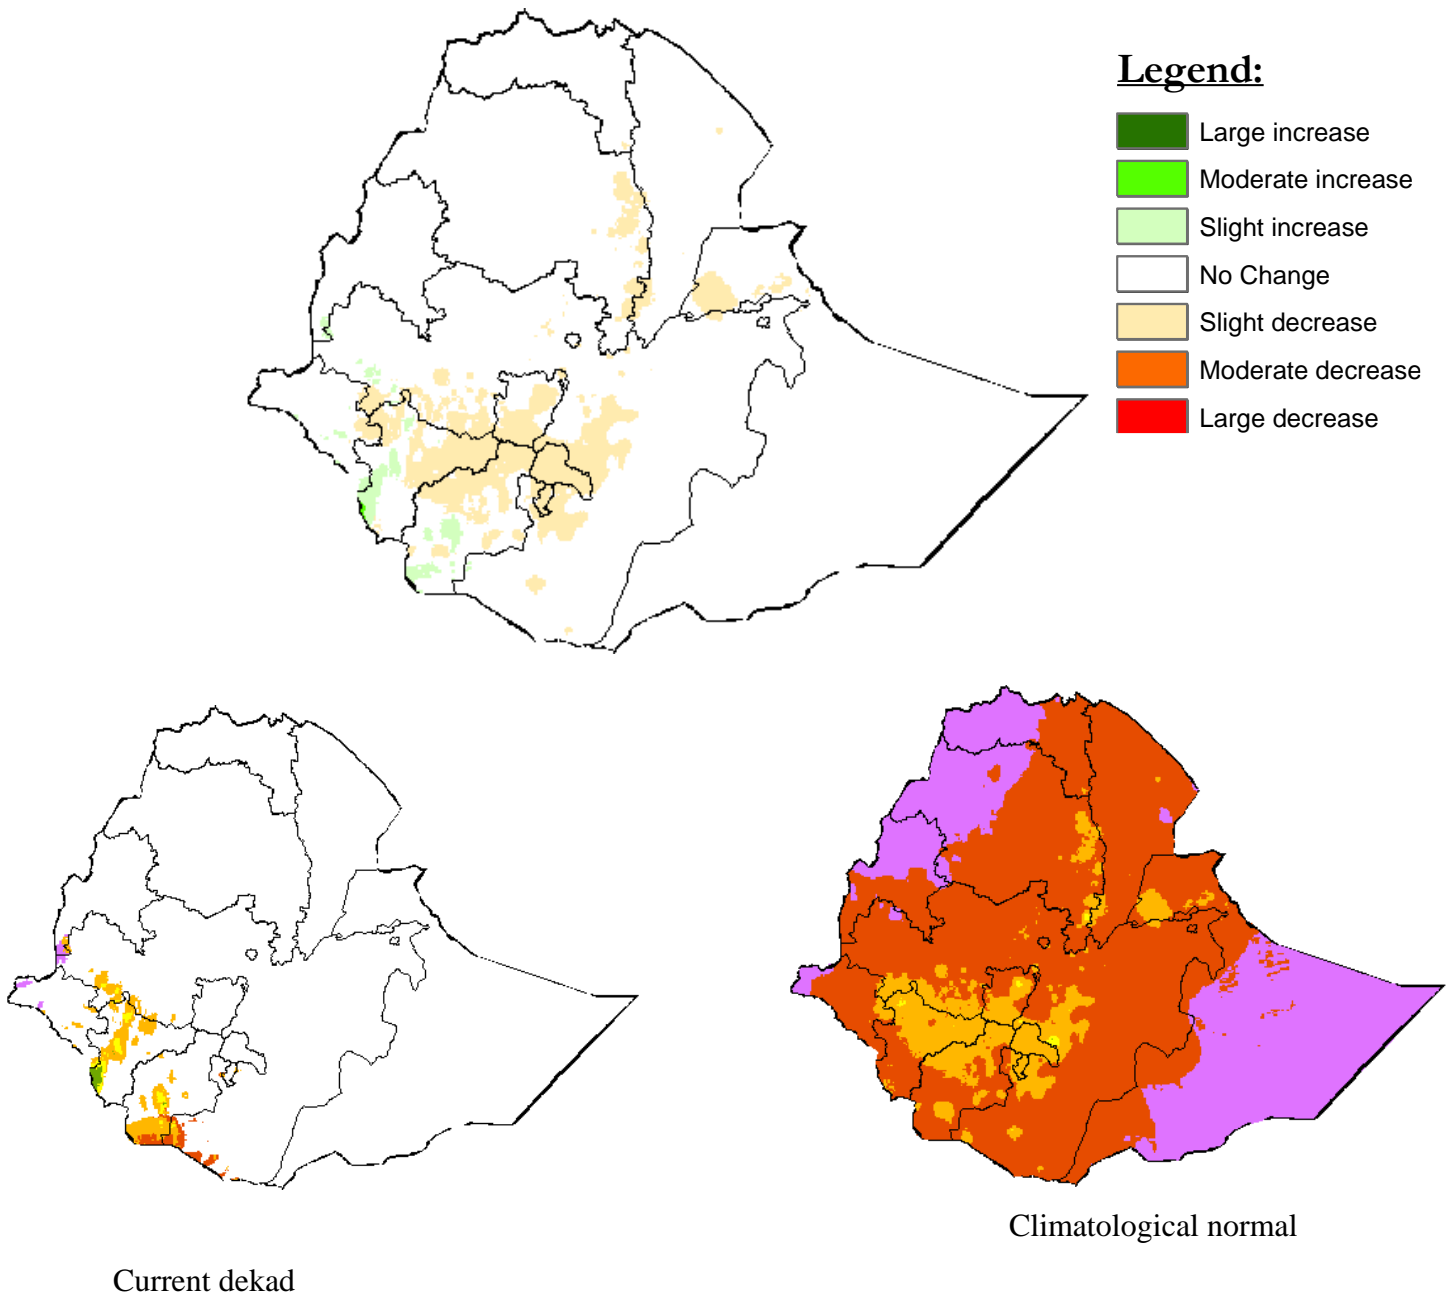 Legend:
Large increase
Moderate increase
Slight increase
No Change
Slight decrease
Moderate decrease
Large decrease
Climatological normal
Current dekad